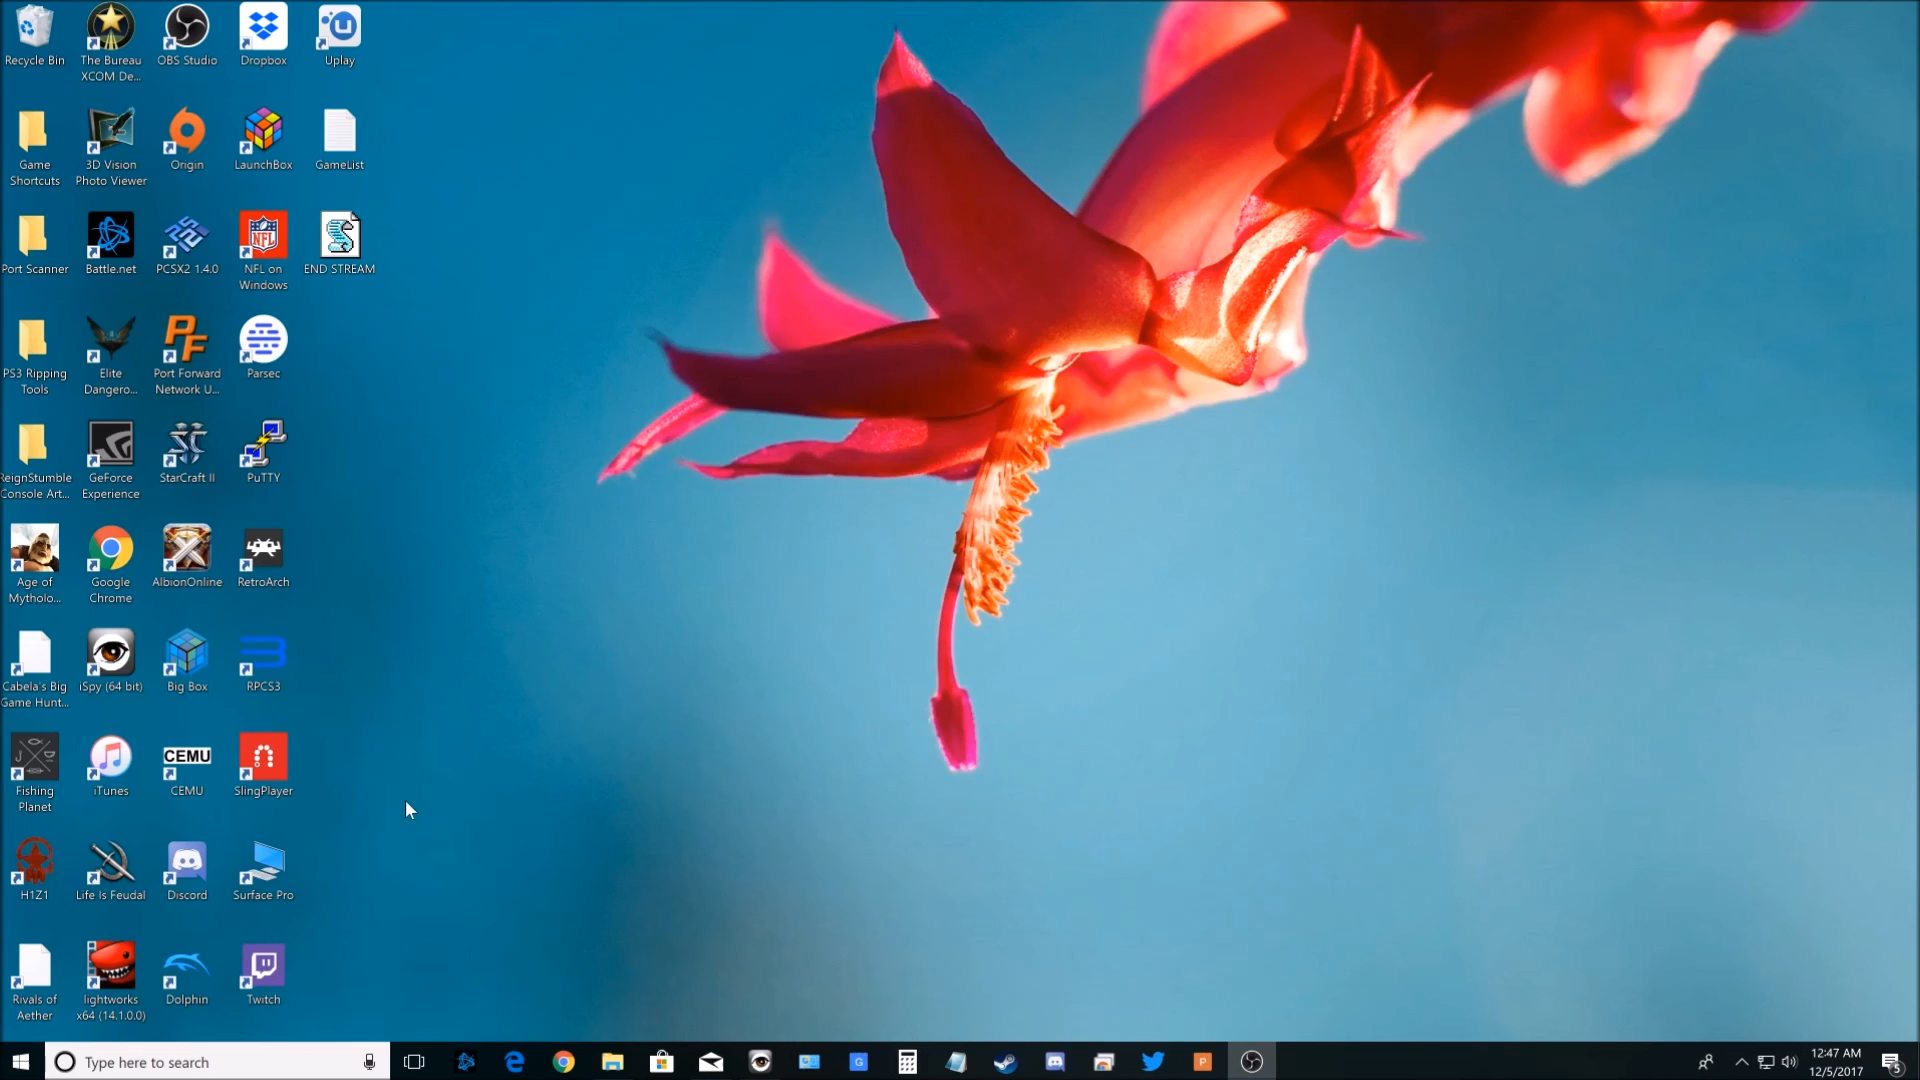 Recycle Bin
The Bureau
XCOM De...
OBS Studio
Dropbox
Uplay
Game
Shortcuts
3D Vision
Photo Viewer
Origin
LaunchBox
GameList
Port Scanner
Battle.net
PCSX2 1.4.0
NFL
NFL on
Windows
END STREAM
PS3 Ripping
Tools
Elite
Dangero...
PF
Port Forward
Network U...
Parsec
ReignStumble
Console Art...
GeForce
Experience
StarCraft II
PuTTY
Age of
Mytholo...
Google
Chrome
AlbionOnline
RetroArch
Cabela's Big
Game Hunt...
iSpy (64 bit)
Big Box
RPCS3
Fishing
Planet
iTunes
CEMU
CEMU
SlingPlayer
H1Z1
Life Is Feudal
Discord
Surface Pro
Rivals of
Aether
lightworks
x64 (14.1.0.0)
Dolphin
Twitch
Type here to search
G
P
12:47 AM
12/5/2017
5